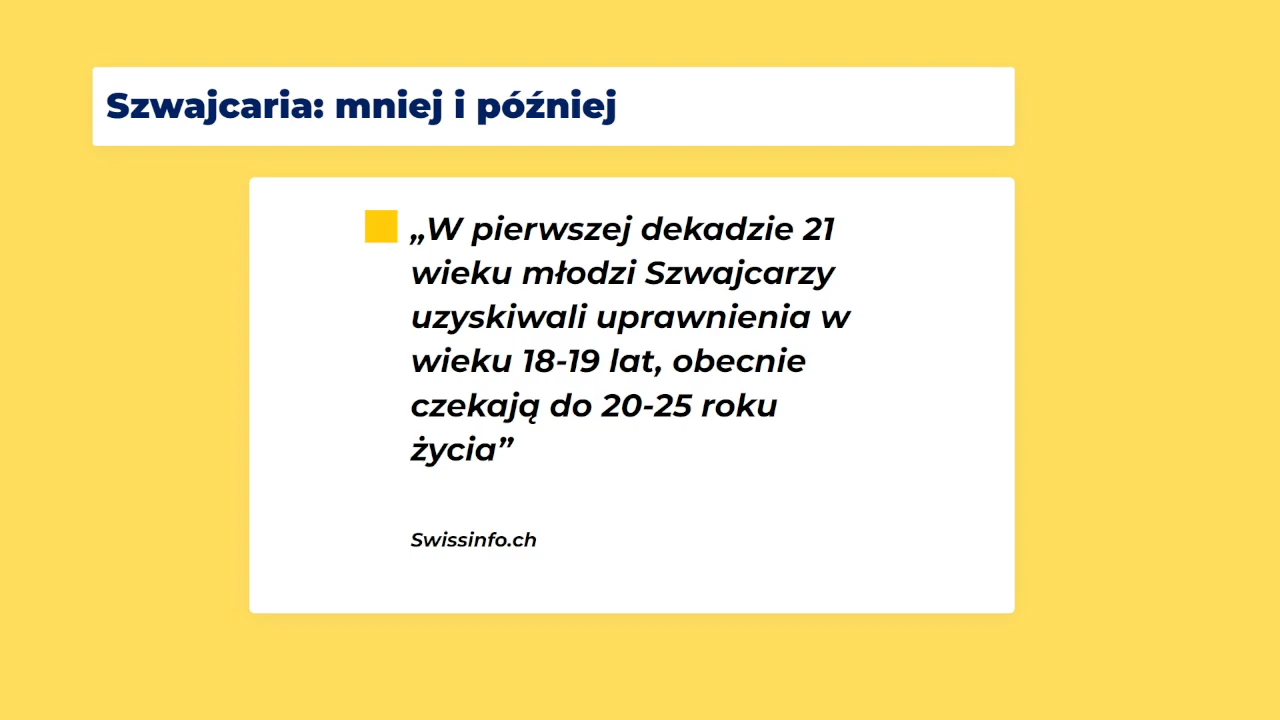 Szwajcaria: mniej i później
„W pierwszej dekadzie 21
wieku młodzi Szwajcarzy
uzyskiwali uprawnienia w
wieku 18-19 lat, obecnie
czekają do 20-25 roku
życia”
Swissinfo.ch